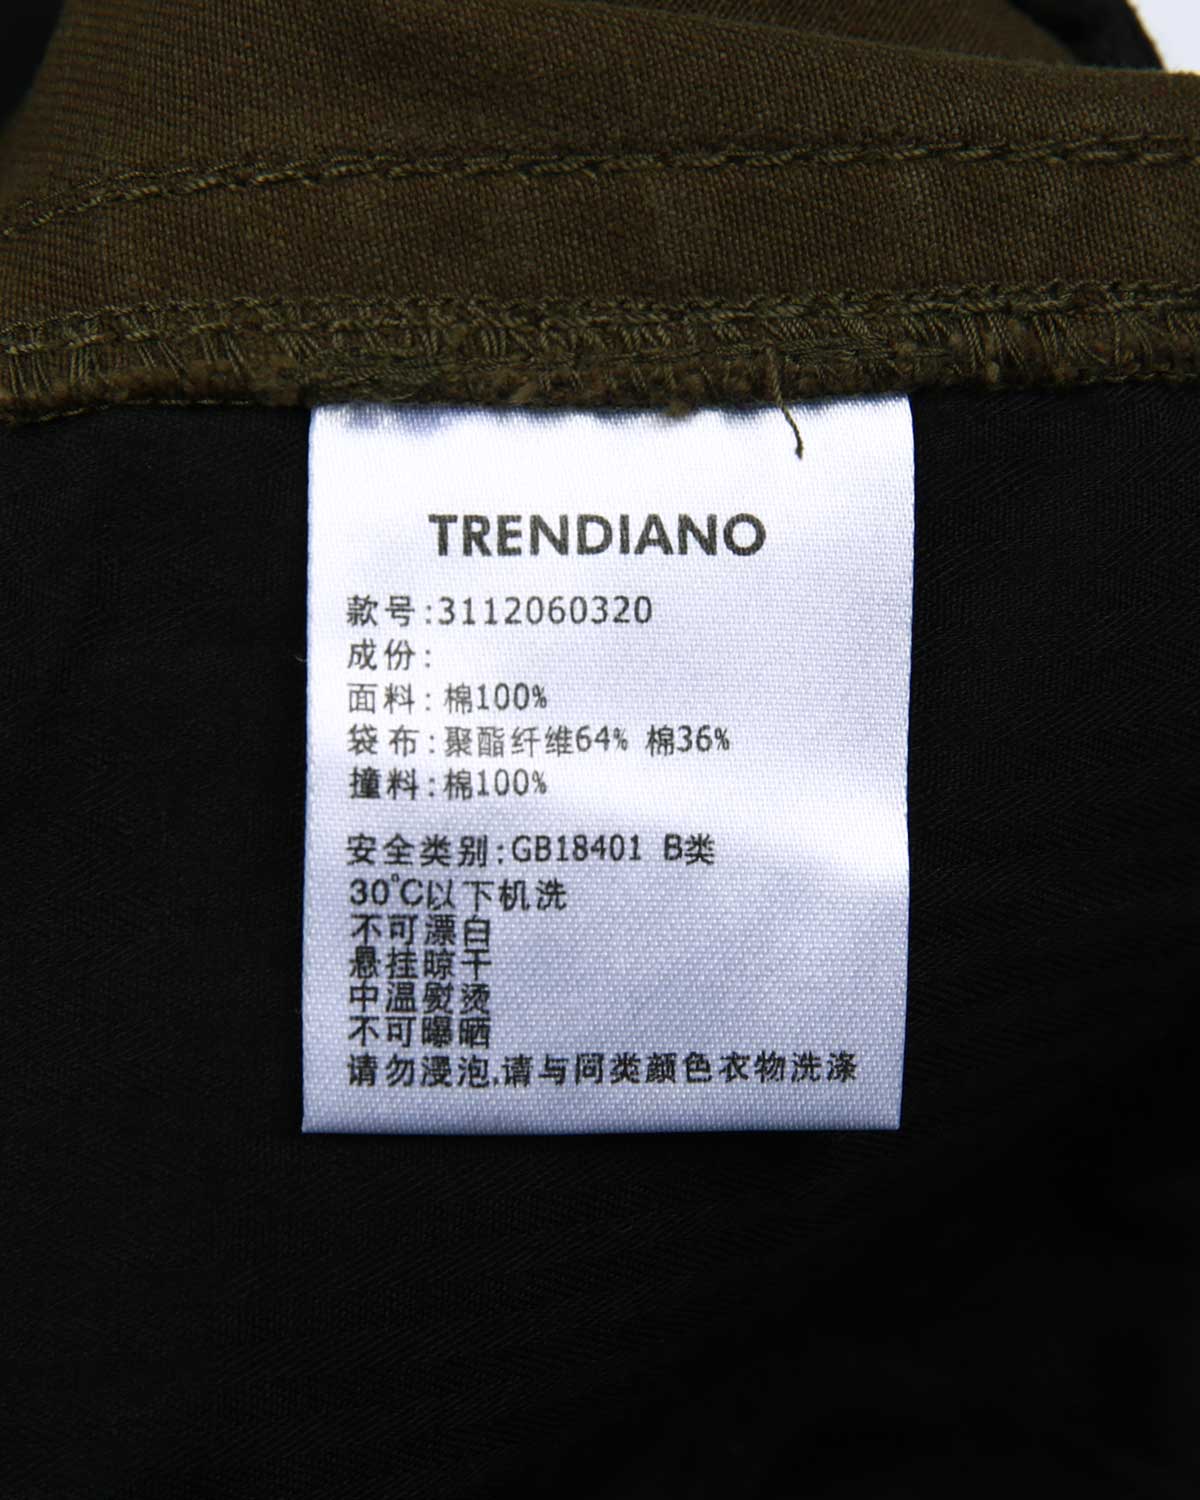 TRENDIANO
款号:3112060320
成份:
面料:棉100%
袋布:聚酯纤维64% 棉36%
撞料:棉100%
安全类别:GB18401 B类
30℃以下机洗
不可漂白
悬挂晾干
中温熨烫
不可曝晒
请勿浸泡,请与同类颜色衣物洗涤